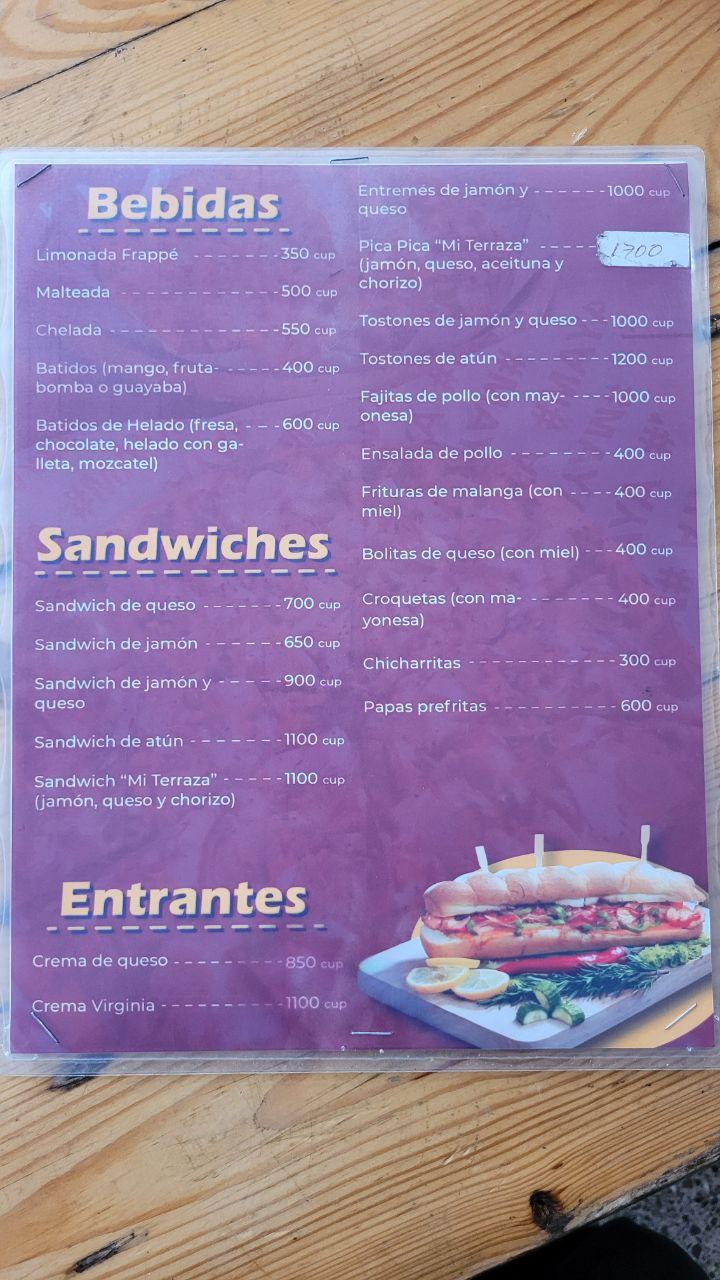 Bebidas
Limonada Frappé ------- 350 cup
Malteada ------------ 500 cup
Chelada ------------- 550 cup
Batidos (mango, fruta- ----- 400 cup
bomba o guayaba)
Batidos de Helado (fresa, --- 600 cup
chocolate, helado con ga-
lleta, mozcatel)
Sandwiches
Sandwich de queso ------- 700 cup
Sandwich de jamón ------- 650 cup
Sandwich de jamón y ----- 900 cup
queso
Sandwich de atún ------- 1100 cup
Sandwich “Mi Terraza” ----- 1100 cup
(jamón, queso y chorizo)
Entrantes
Crema de queso --------- 850 cup
Crema Virginia ----------- 1100 cup
Entremés de jamón y ------ 1000 cup
queso
Pica Pica “Mi Terraza” ----- 1700
(jamón, queso, aceituna y
chorizo)
Tostones de jamón y queso --- 1000 cup
Tostones de atún --------- 1200 cup
Fajitas de pollo (con may- ---- 1000 cup
onesa)
Ensalada de pollo -------- 400 cup
Frituras de malanga (con ---- 400 cup
miel)
Bolitas de queso (con miel) --- 400 cup
Croquetas (con ma- ------- 400 cup
yonesa)
Chicharritas ------------ 300 cup
Papas prefritas ---------- 600 cup